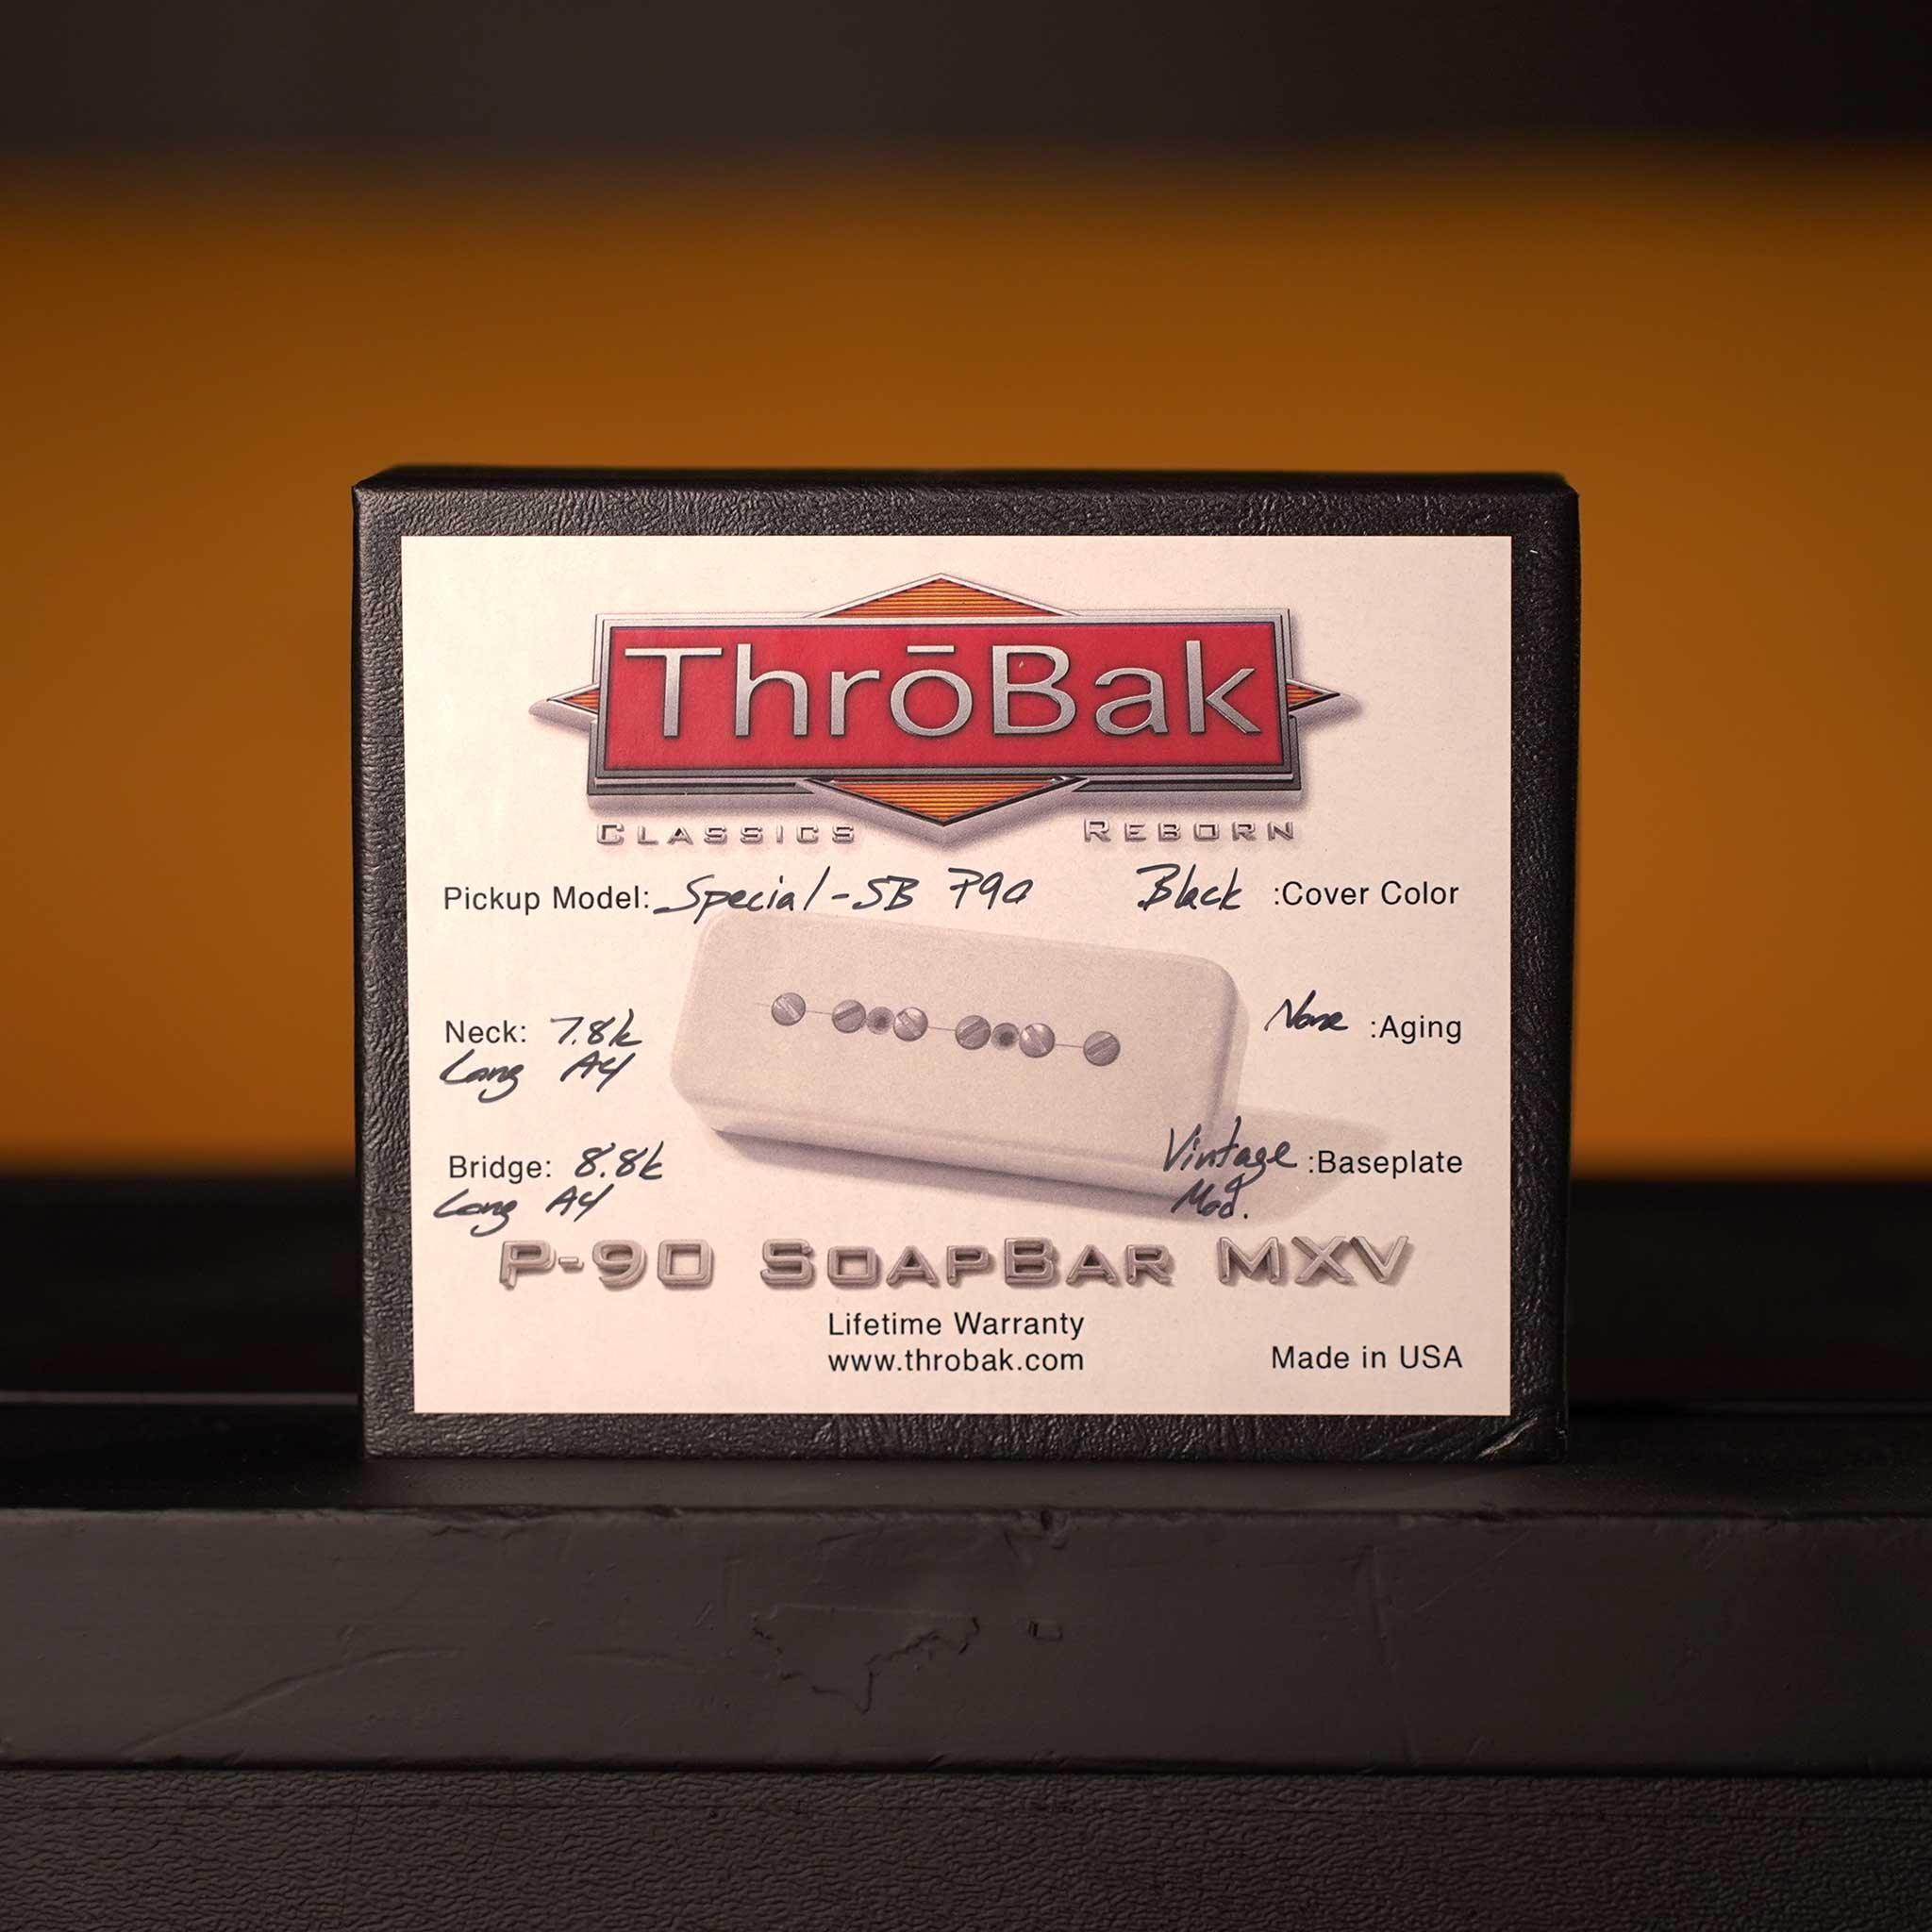 ThrōBak
Classics Reborn
Pickup Model: Special-SB P90 Black :Cover Color
Neck: 7.8k None :Aging
Long A4
Bridge: 8.8k Vintage :Baseplate
Long A4 Mod.
P-90 SoapBar MXV
Lifetime Warranty
www.throbak.com Made in USA